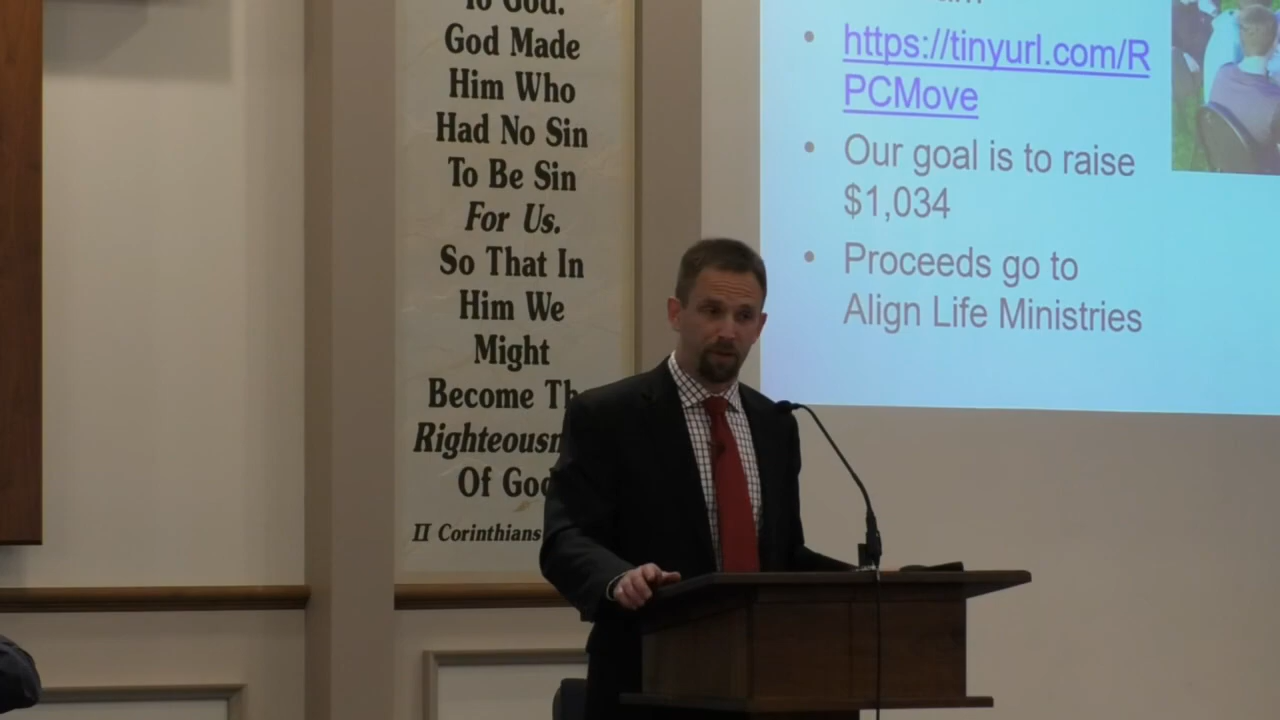 To God.
God Made
Him Who
Had No Sin
To Be Sin
For Us.
So That In
Him We
Might
Become
Of
II Corinthians
https://tinyurl.com/R
PCMove
• Our goal is to raise
$1,034
• Proceeds go to
Align Life Ministries